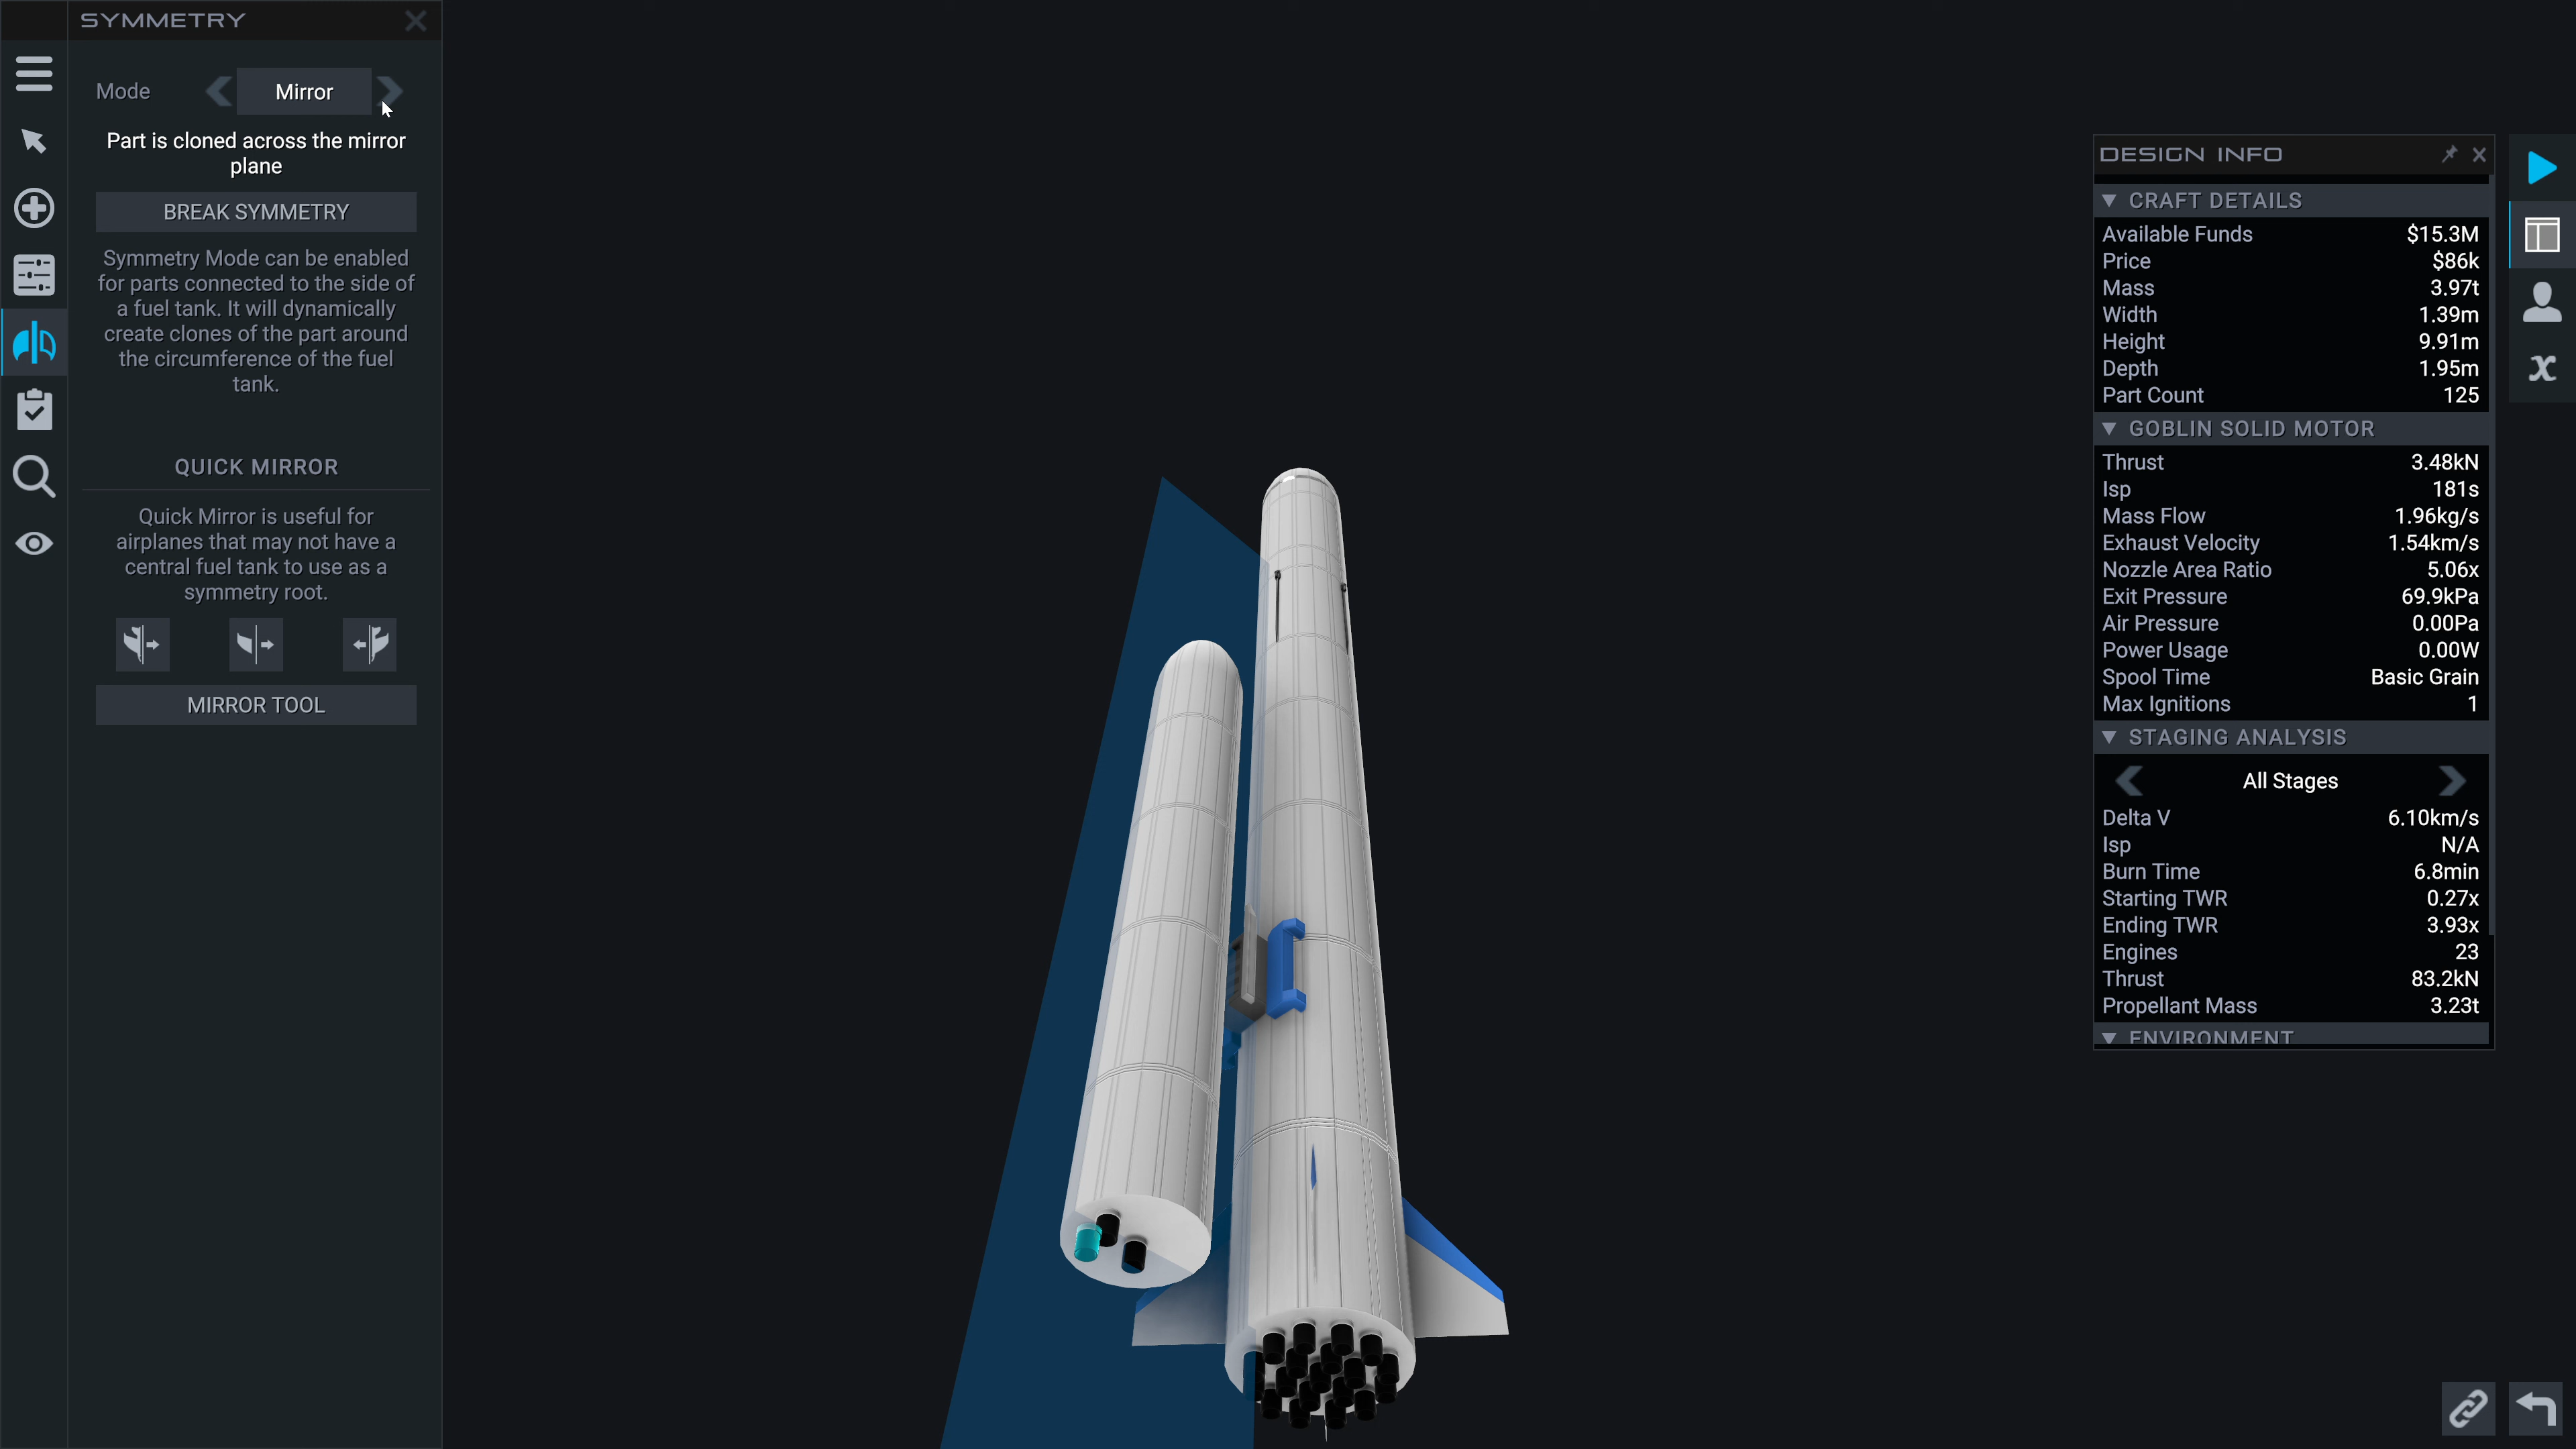 SYMMETRY
Mode
Mirror
Part is cloned across the mirror
plane
BREAK SYMMETRY
Symmetry Mode can be enabled
for parts connected to the side of
a fuel tank. It will dynamically
create clones of the part around
the circumference of the fuel
tank.
QUICK MIRROR
Quick Mirror is useful for
airplanes that may not have a
central fuel tank to use as a
symmetry root.
MIRROR TOOL
DESIGN INFO
CRAFT DETAILS
Available Funds $15.3M
Price $86k
Mass 3.97t
Width 1.39m
Height 9.91m
Depth 1.95m
Part Count 125
GOBLIN SOLID MOTOR
Thrust 3.48kN
Isp 181s
Mass Flow 1.96kg/s
Exhaust Velocity 1.54km/s
Nozzle Area Ratio 5.06x
Exit Pressure 69.9kPa
Air Pressure 0.00Pa
Power Usage 0.00W
Spool Time Basic Grain
Max Ignitions 1
STAGING ANALYSIS
All Stages
Delta V 6.10km/s
Isp N/A
Burn Time 6.8min
Starting TWR 0.27x
Ending TWR 3.93x
Engines 23
Thrust 83.2kN
Propellant Mass 3.23t
ENVIRONMENT